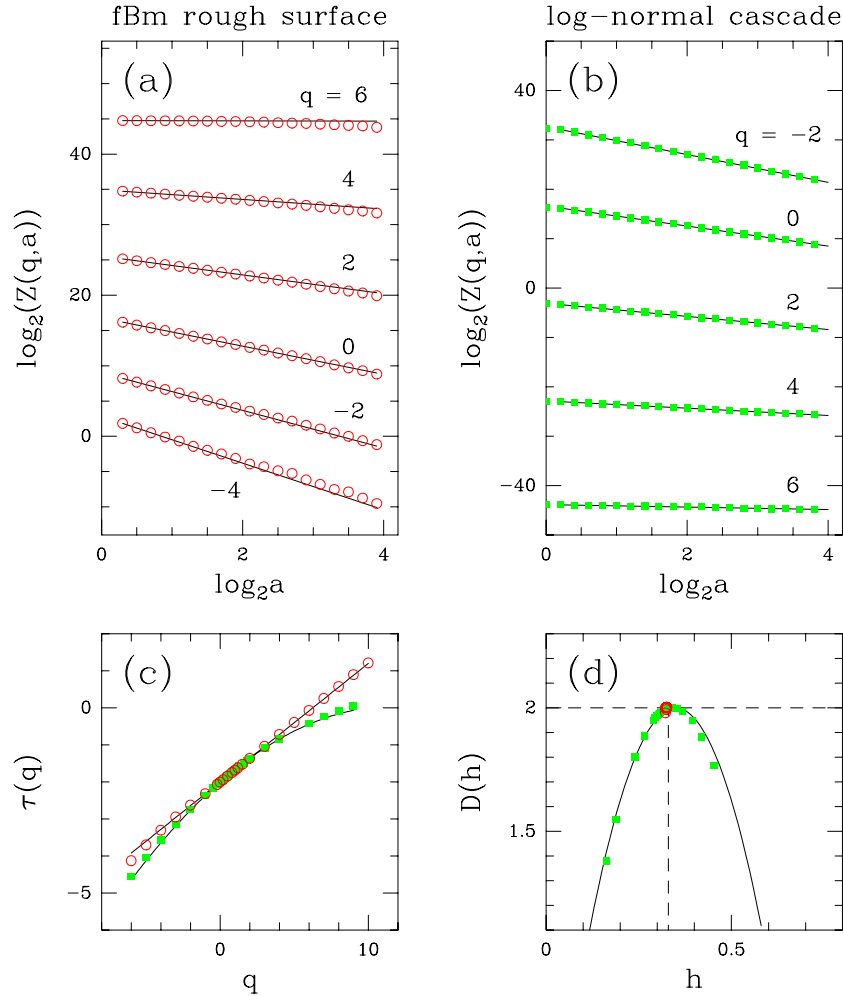 fBm rough surface
log−normal cascade
(a)
q = 6
4
2
0
−2
−4
40
20
0
log₂(Z(q,a))
0
2
4
log₂a
(b)
q = −2
0
2
4
6
40
0
−40
log₂(Z(q,a))
0
2
4
log₂a
(c)
0
−5
τ(q)
0
10
q
(d)
2
1.5
D(h)
0
0.5
h